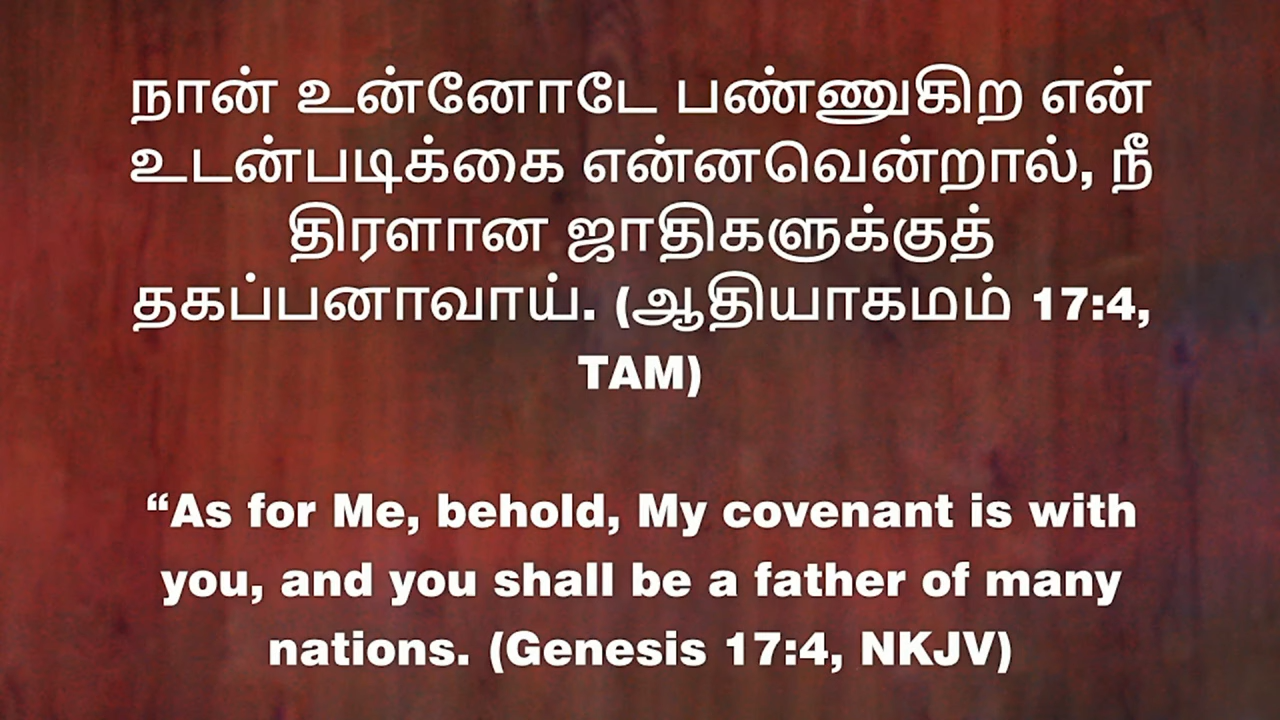 நான் உன்னோடே பண்ணுகிற என்
உடன்படிக்கை என்னவென்றால், நீ
திரளான ஜாதிகளுக்குத்
தகப்பனாவாய். (ஆதியாகமம் 17:4,
TAM)
“As for Me, behold, My covenant is with
you, and you shall be a father of many
nations. (Genesis 17:4, NKJV)